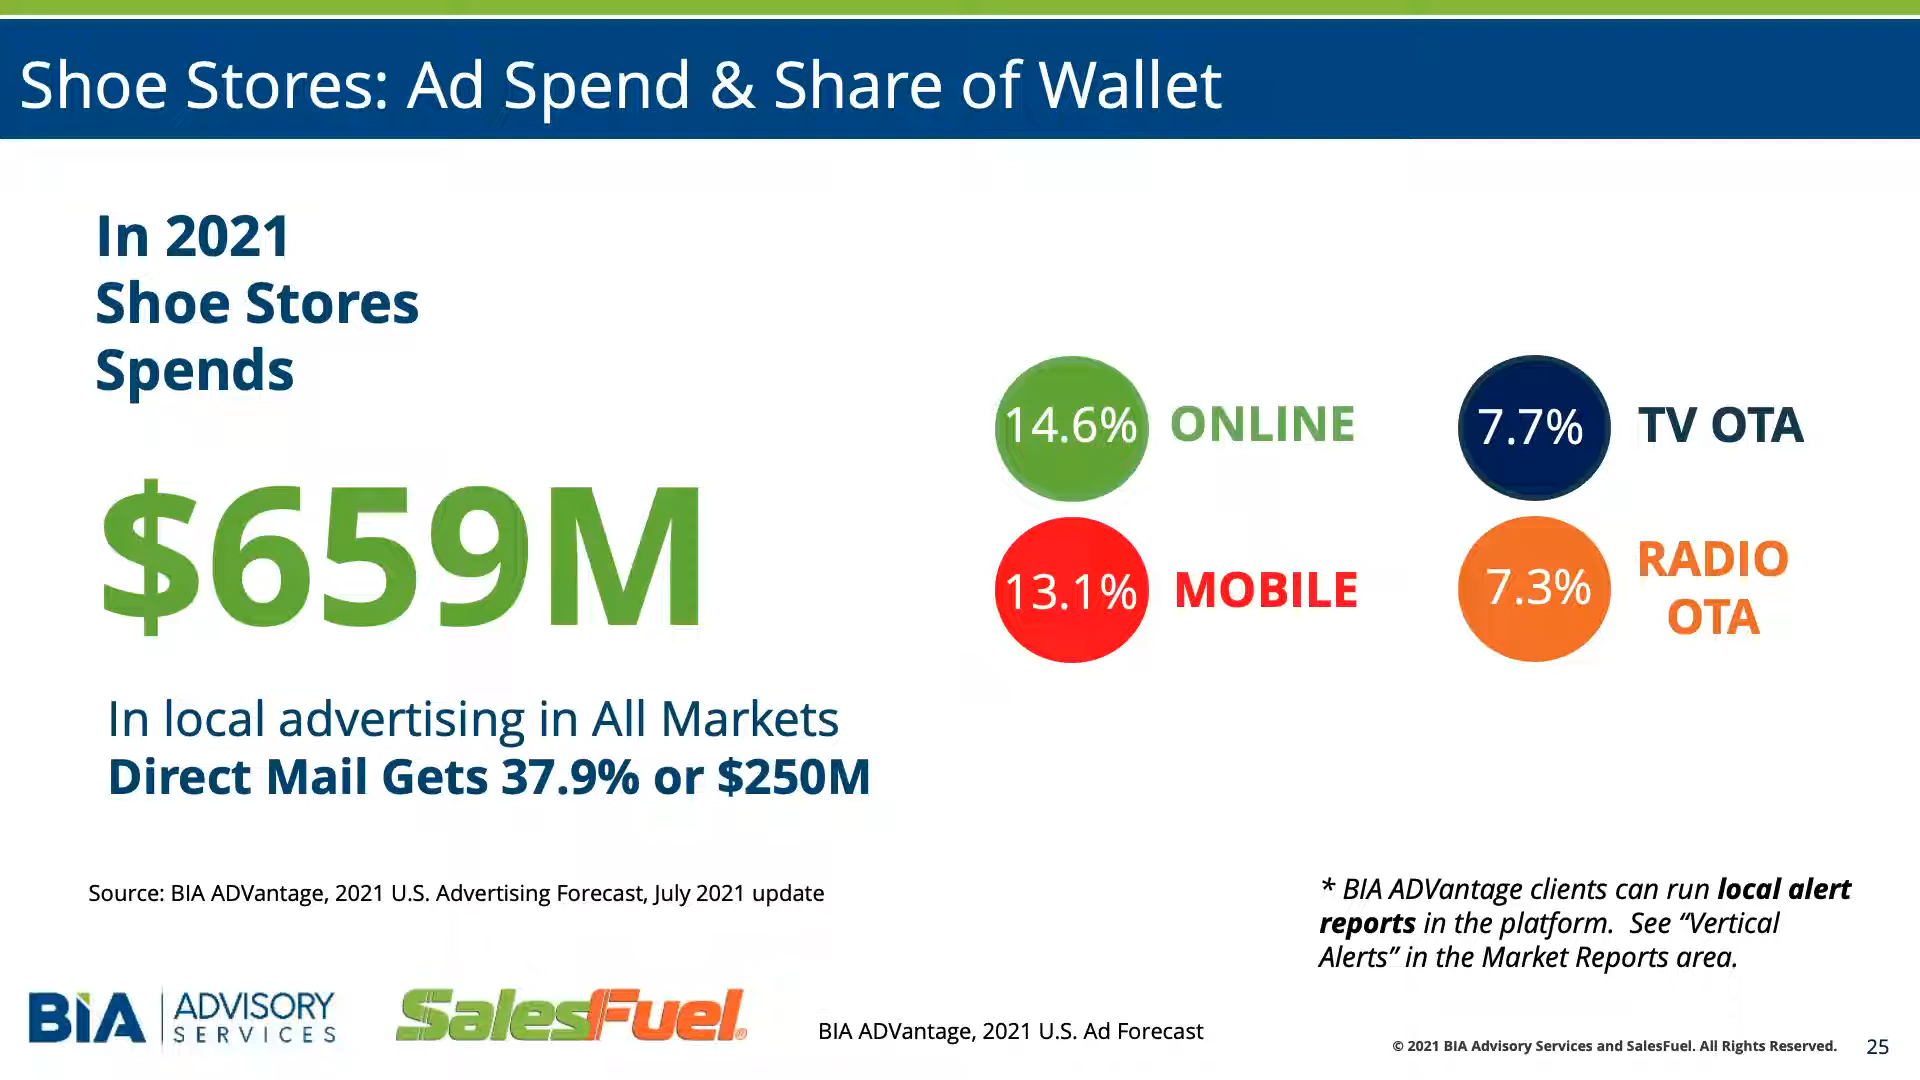 Shoe Stores: Ad Spend & Share of Wallet
In 2021
Shoe Stores
Spends
$659M
In local advertising in All Markets
Direct Mail Gets 37.9% or $250M
14.6% ONLINE
7.7% TV OTA
13.1% MOBILE
7.3% RADIO
OTA
Source: BIA ADVantage, 2021 U.S. Advertising Forecast, July 2021 update
* BIA ADVantage clients can run local alert
reports in the platform.  See “Vertical
Alerts” in the Market Reports area.
BIA ADVISORY
SERVICES
SalesFuel®
BIA ADVantage, 2021 U.S. Ad Forecast
© 2021 BIA Advisory Services and SalesFuel. All Rights Reserved.
25